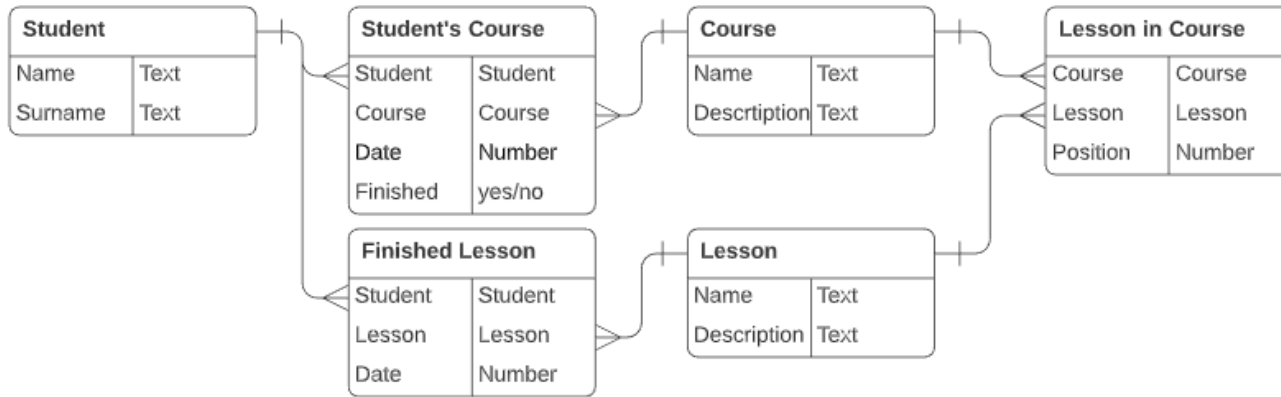 Student
Name Text
Surname Text
Student's Course
Student Student
Course Course
Date Number
Finished yes/no
Course
Name Text
Descrtiption Text
Lesson in Course
Course Course
Lesson Lesson
Position Number
Finished Lesson
Student Student
Lesson Lesson
Date Number
Lesson
Name Text
Description Text